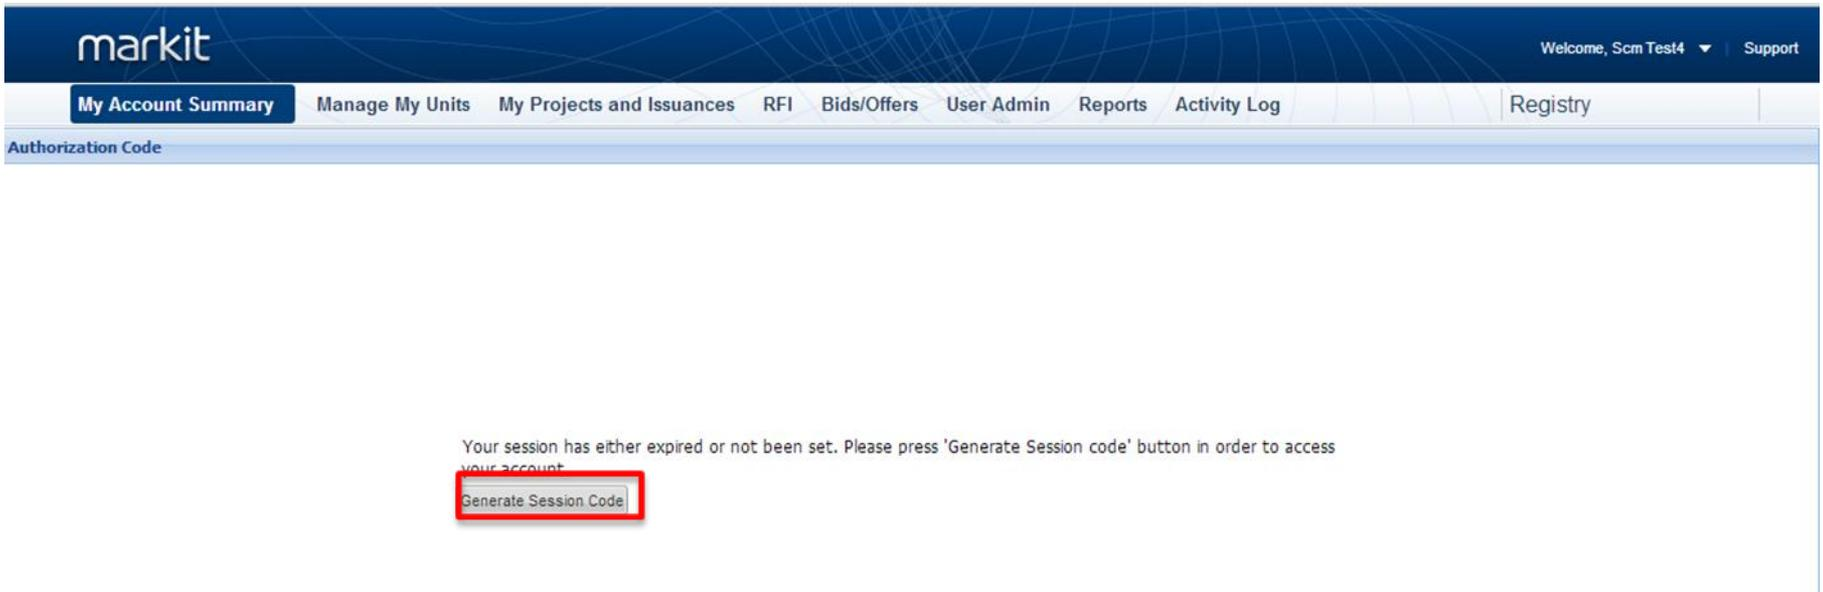 markit
Welcome, Scm Test4 Support
My Account Summary Manage My Units My Projects and Issuances RFI Bids/Offers User Admin Reports Activity Log Registry
Authorization Code
Your session has either expired or not been set. Please press 'Generate Session code' button in order to access
your account
Generate Session Code